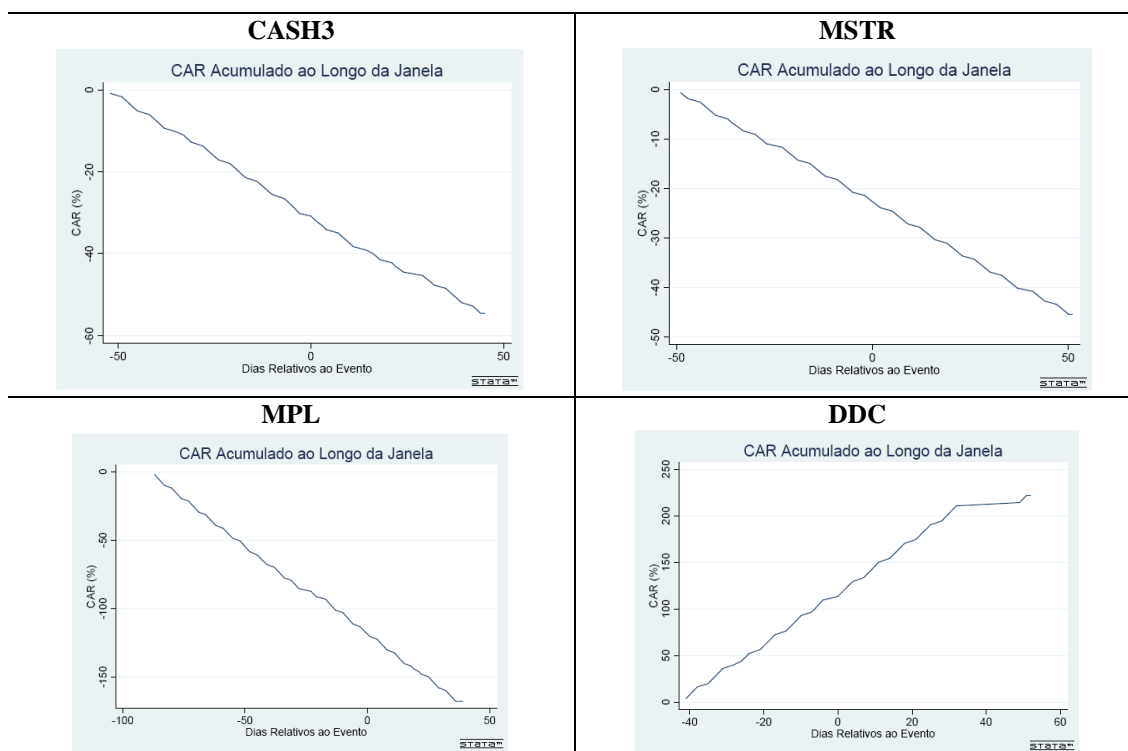 CASH3
CAR Acumulado ao Longo da Janela
CAR (%)
0
-20
-40
-60
-50
0
50
Dias Relativos ao Evento
STATA™
MSTR
CAR Acumulado ao Longo da Janela
CAR (%)
0
-10
-20
-30
-40
-50
-50
0
50
Dias Relativos ao Evento
STATA™
MPL
CAR Acumulado ao Longo da Janela
CAR (%)
0
-50
-100
-150
-100
-50
0
50
Dias Relativos ao Evento
STATA™
DDC
CAR Acumulado ao Longo da Janela
CAR (%)
250
200
150
100
50
0
-40
-20
0
20
40
60
Dias Relativos ao Evento
STATA™